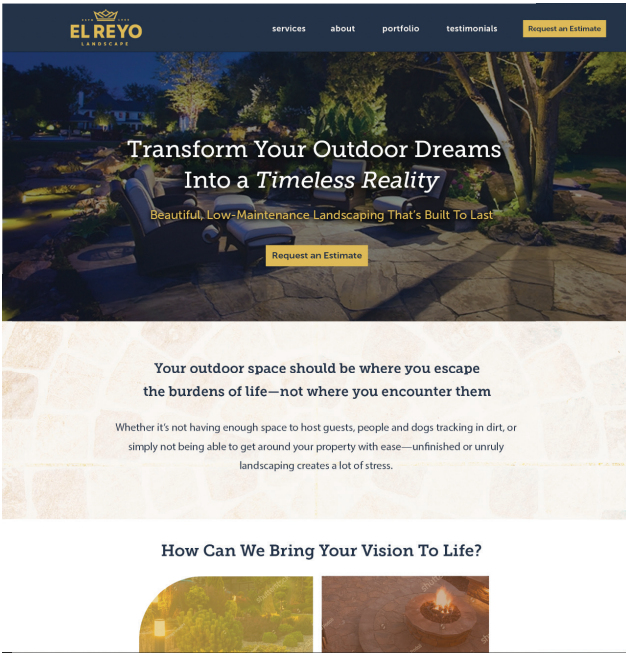 EL REYO
LANDSCAPE
services
about
portfolio
testimonials
Request an Estimate
Transform Your Outdoor Dreams
Into a Timeless Reality
Beautiful, Low-Maintenance Landscaping That's Built To Last
Request an Estimate
Your outdoor space should be where you escape
the burdens of life—not where you encounter them
Whether it's not having enough space to host guests, people and dogs tracking in dirt, or
simply not being able to get around your property with ease—unfinished or unruly
landscaping creates a lot of stress.
How Can We Bring Your Vision To Life?